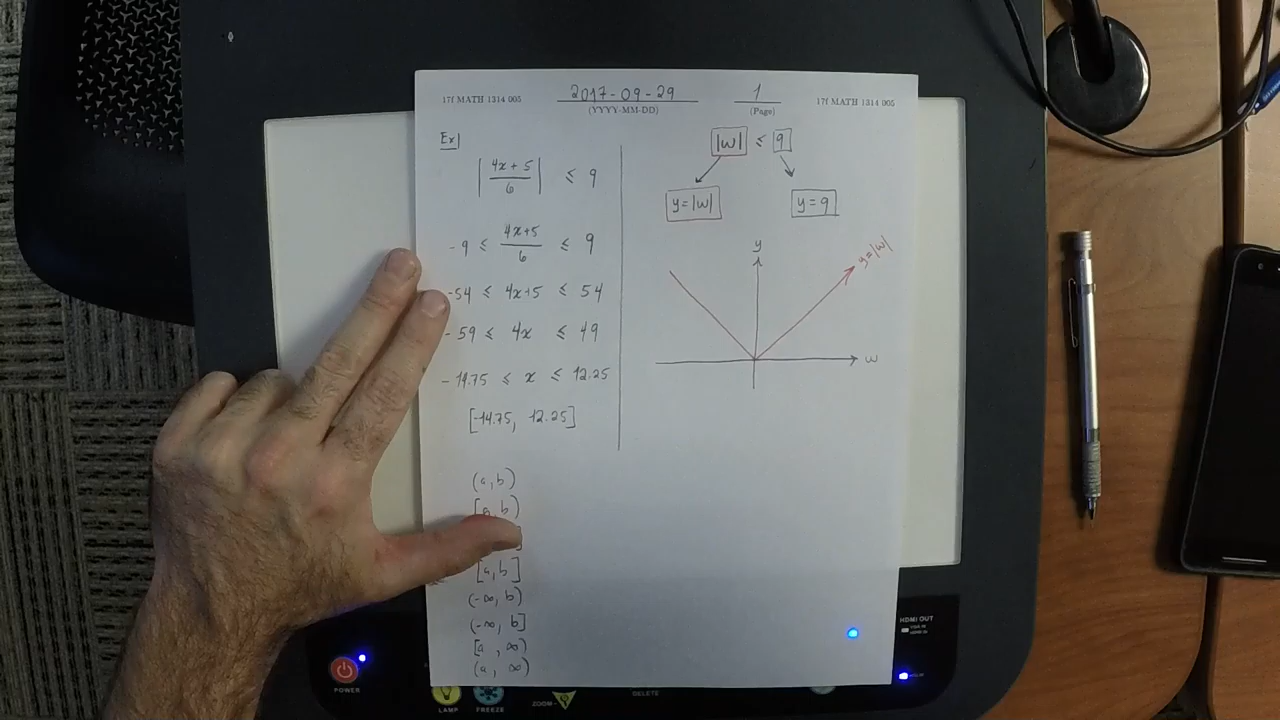 17f MATH 1314 005
2017-09-29
(YYYY-MM-DD)
1
(Page)
17f MATH 1314 005
Ex
| (4x + 5)/6 | ≤ 9
-9 ≤ (4x+5)/6 ≤ 9
-54 ≤ 4x+5 ≤ 54
-59 ≤ 4x ≤ 49
-14.75 ≤ x ≤ 12.25
[-14.75, 12.25]
(a, b)
[a, b)
]
[a, b]
(-∞, b)
(-∞, b]
[a, ∞)
(a, ∞)
|w| ≤ 9
y=|w|
y=9
y
y=|w|
w
HDMI OUT
POWER
LAMP
FREEZE
ZOOM
DELETE